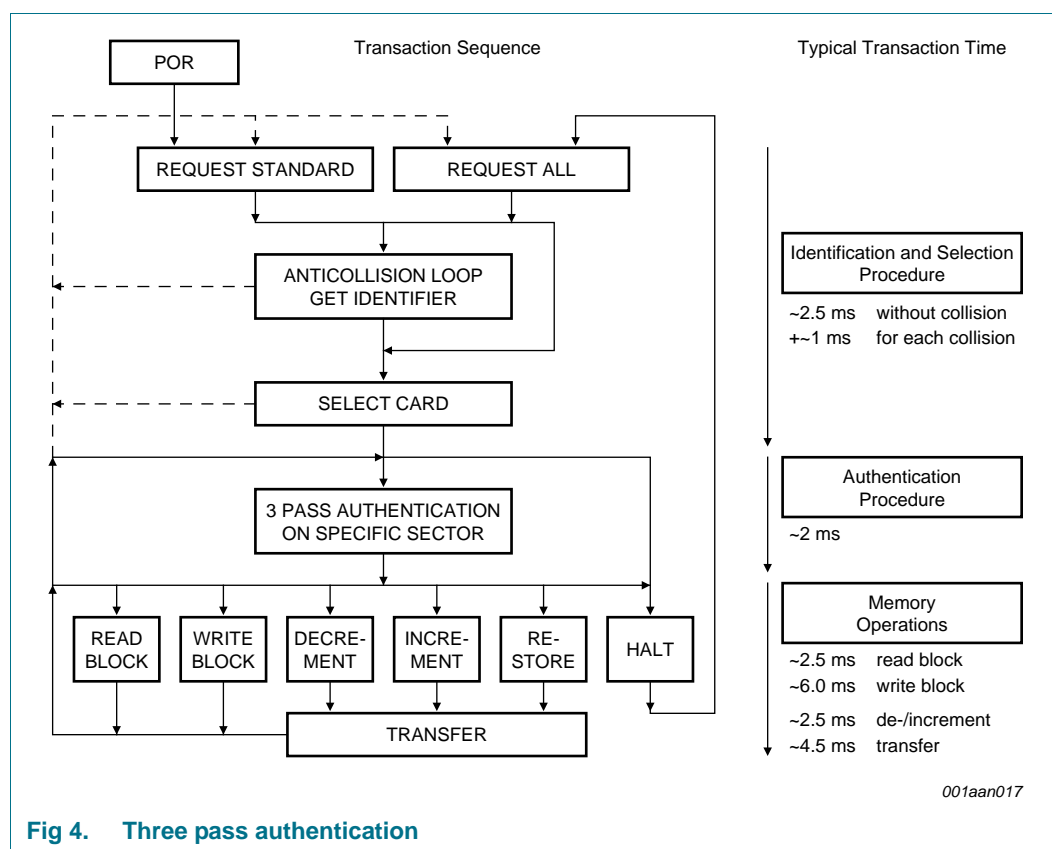 Transaction Sequence
Typical Transaction Time
POR
REQUEST STANDARD
REQUEST ALL
ANTICOLLISION LOOP
GET IDENTIFIER
SELECT CARD
3 PASS AUTHENTICATION
ON SPECIFIC SECTOR
READ
BLOCK
WRITE
BLOCK
DECRE-
MENT
INCRE-
MENT
RE-
STORE
HALT
TRANSFER
Identification and Selection
Procedure
~2.5 ms without collision
+~1 ms for each collision
Authentication
Procedure
~2 ms
Memory
Operations
~2.5 ms read block
~6.0 ms write block
~2.5 ms de-/increment
~4.5 ms transfer
001aan017
Fig 4. Three pass authentication